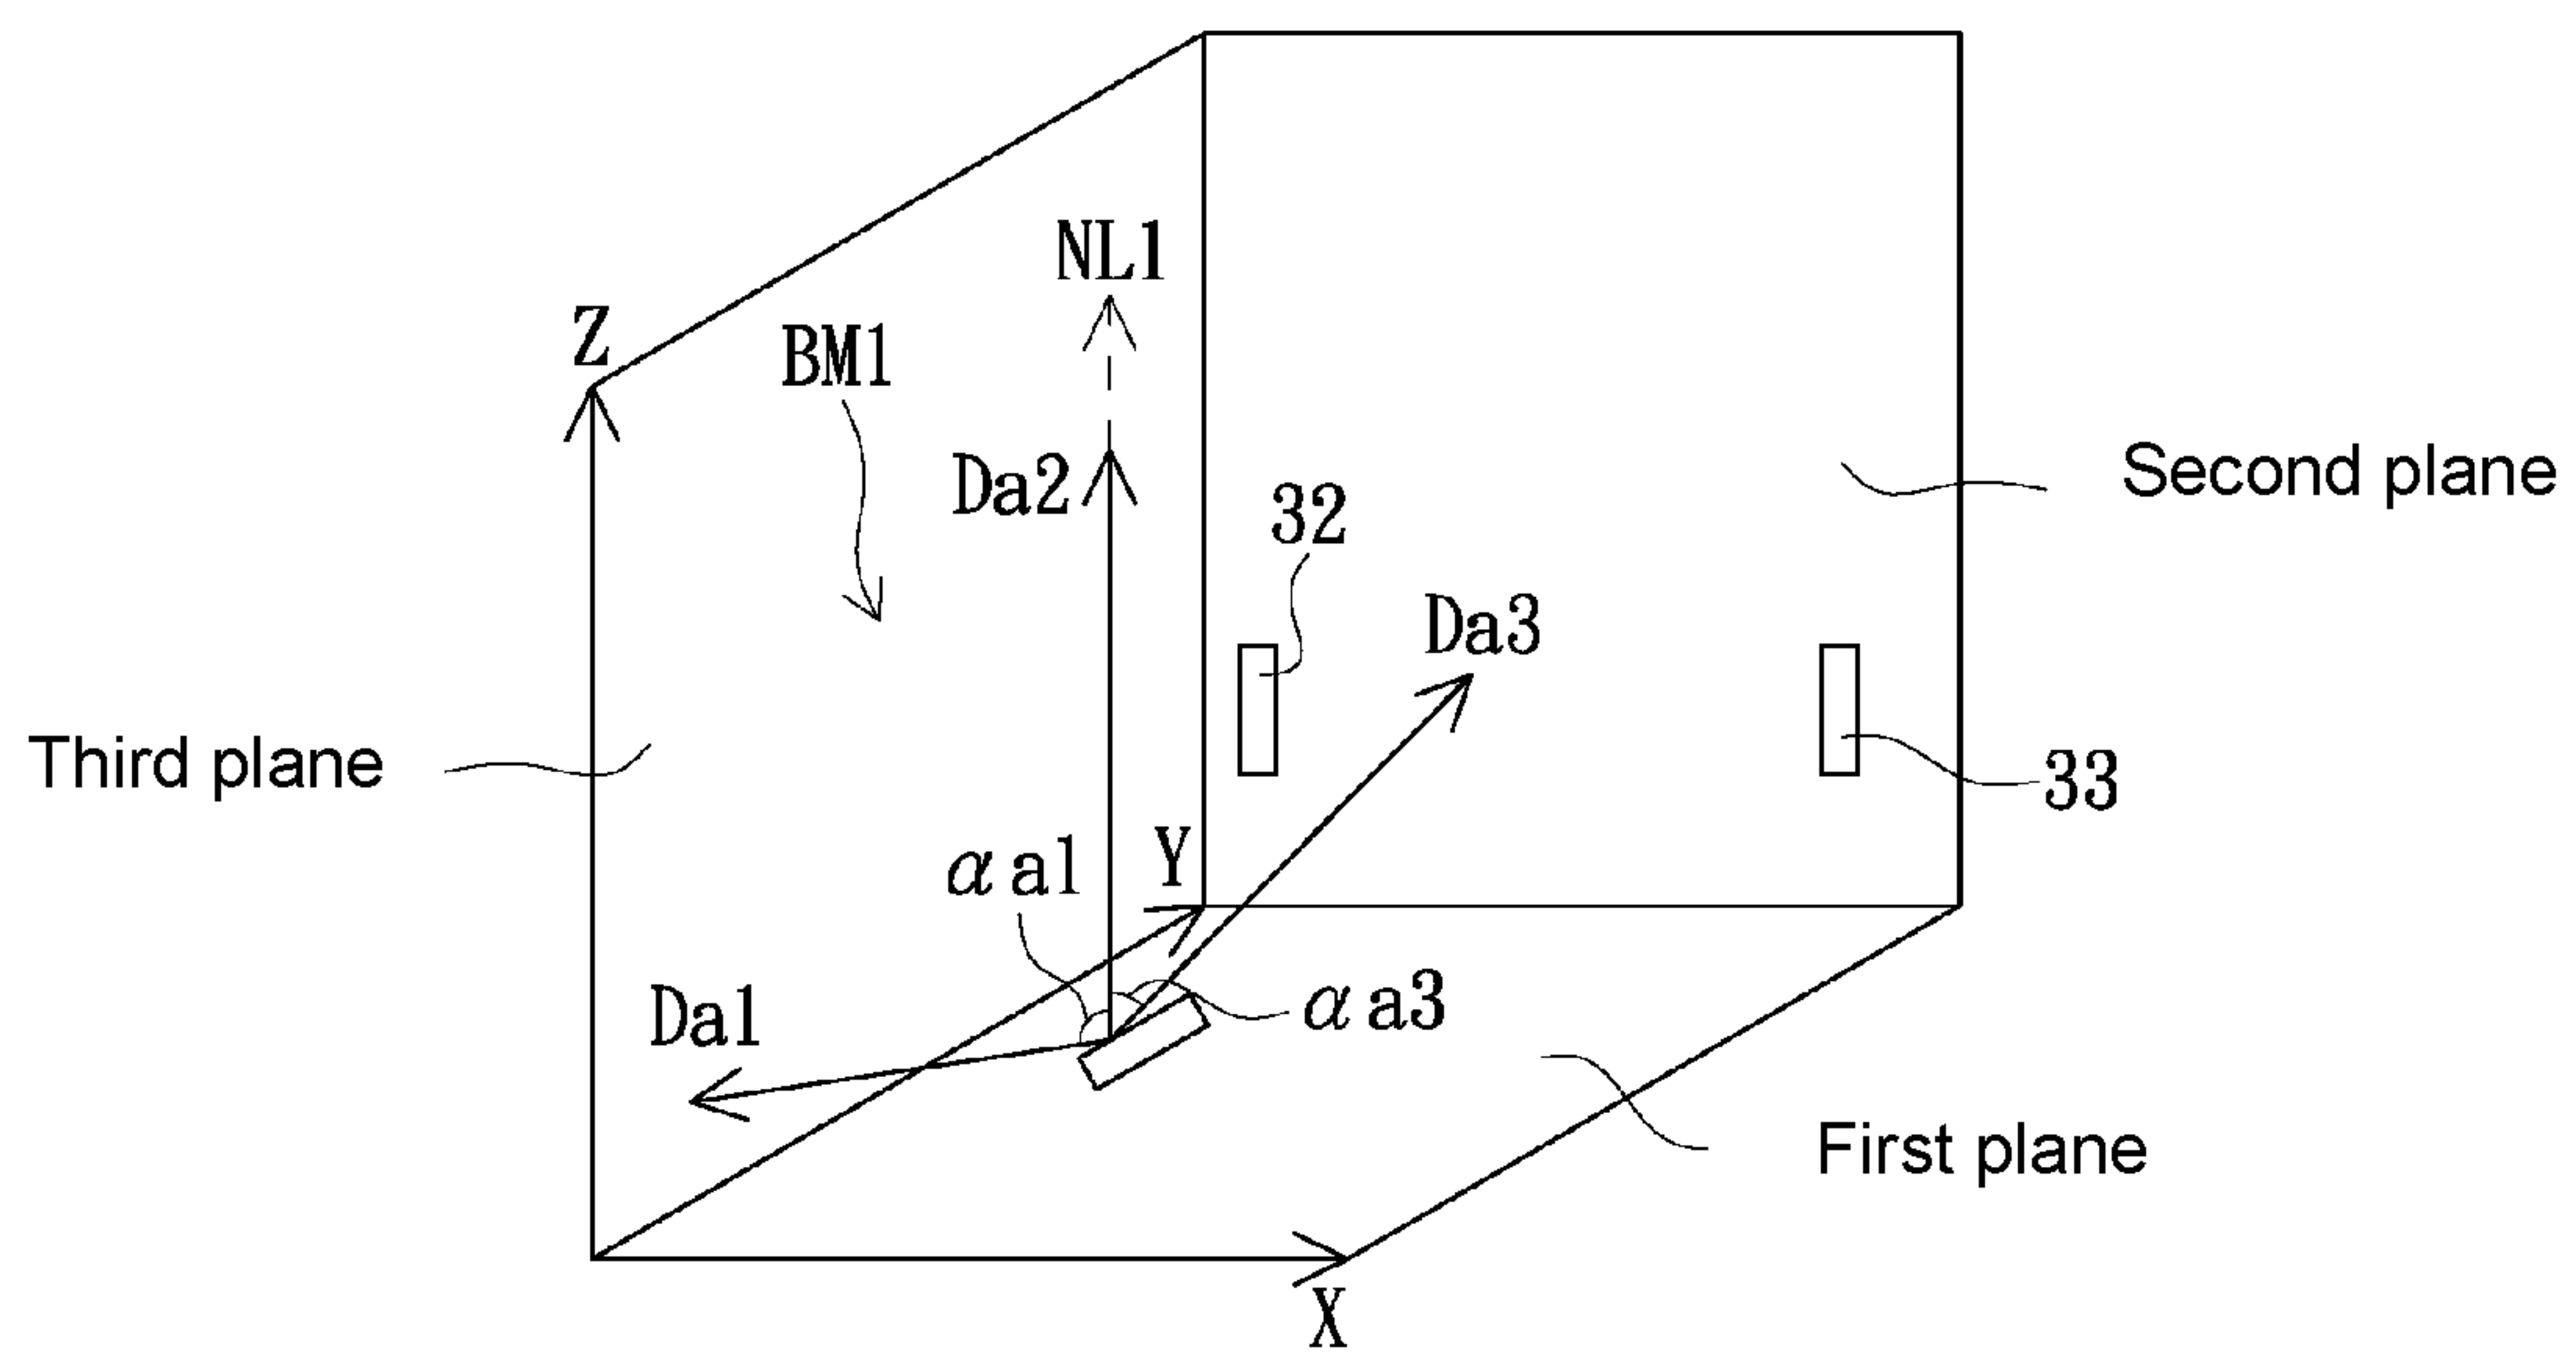 NL1
Z
BM1
Da2
Second plane
32
Da3
Third plane
33
Y
αa1
Da1
αa3
First plane
X